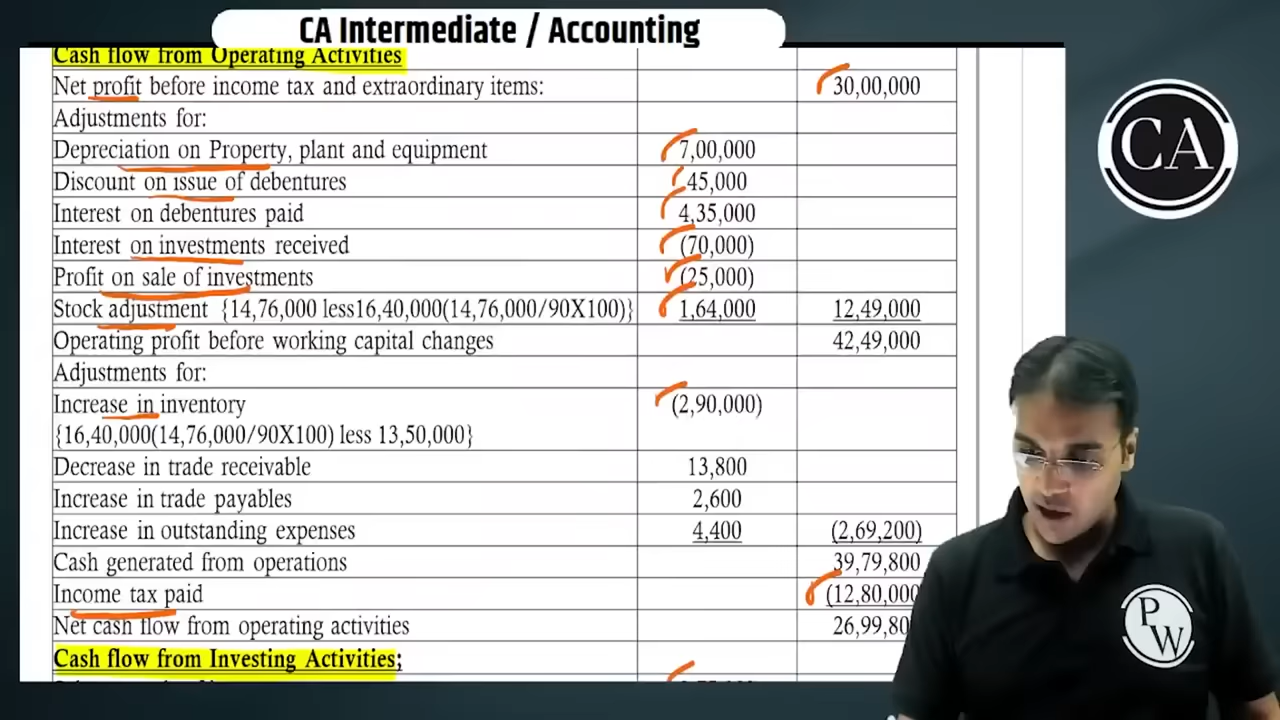 CA Intermediate / Accounting
Cash flow from Operating Activities
Net profit before income tax and extraordinary items: 30,00,000
Adjustments for:
Depreciation on Property, plant and equipment 7,00,000
Discount on issue of debentures 45,000
Interest on debentures paid 4,35,000
Interest on investments received (70,000)
Profit on sale of investments (25,000)
Stock adjustment {14,76,000 less16,40,000(14,76,000/90X100)} 1,64,000 12,49,000
Operating profit before working capital changes 42,49,000
Adjustments for:
Increase in inventory (2,90,000)
{16,40,000(14,76,000/90X100) less 13,50,000}
Decrease in trade receivable 13,800
Increase in trade payables 2,600
Increase in outstanding expenses 4,400 (2,69,200)
Cash generated from operations 39,79,800
Income tax paid (12,80,000
Net cash flow from operating activities 26,99,80
Cash flow from Investing Activities;
CA
PW